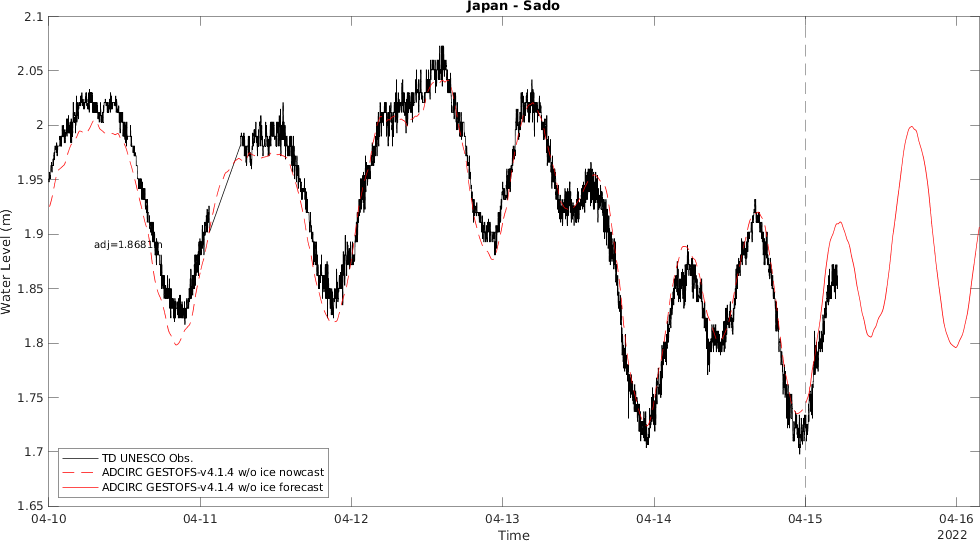 Japan - Sado
2.1
2.05
2
1.95
1.9
1.85
1.8
1.75
1.7
1.65
Water Level (m)
adj=1.8681m
TD UNESCO Obs.
ADCIRC GESTOFS-v4.1.4 w/o ice nowcast
ADCIRC GESTOFS-v4.1.4 w/o ice forecast
04-10 04-11 04-12 04-13 04-14 04-15 04-16
Time 2022